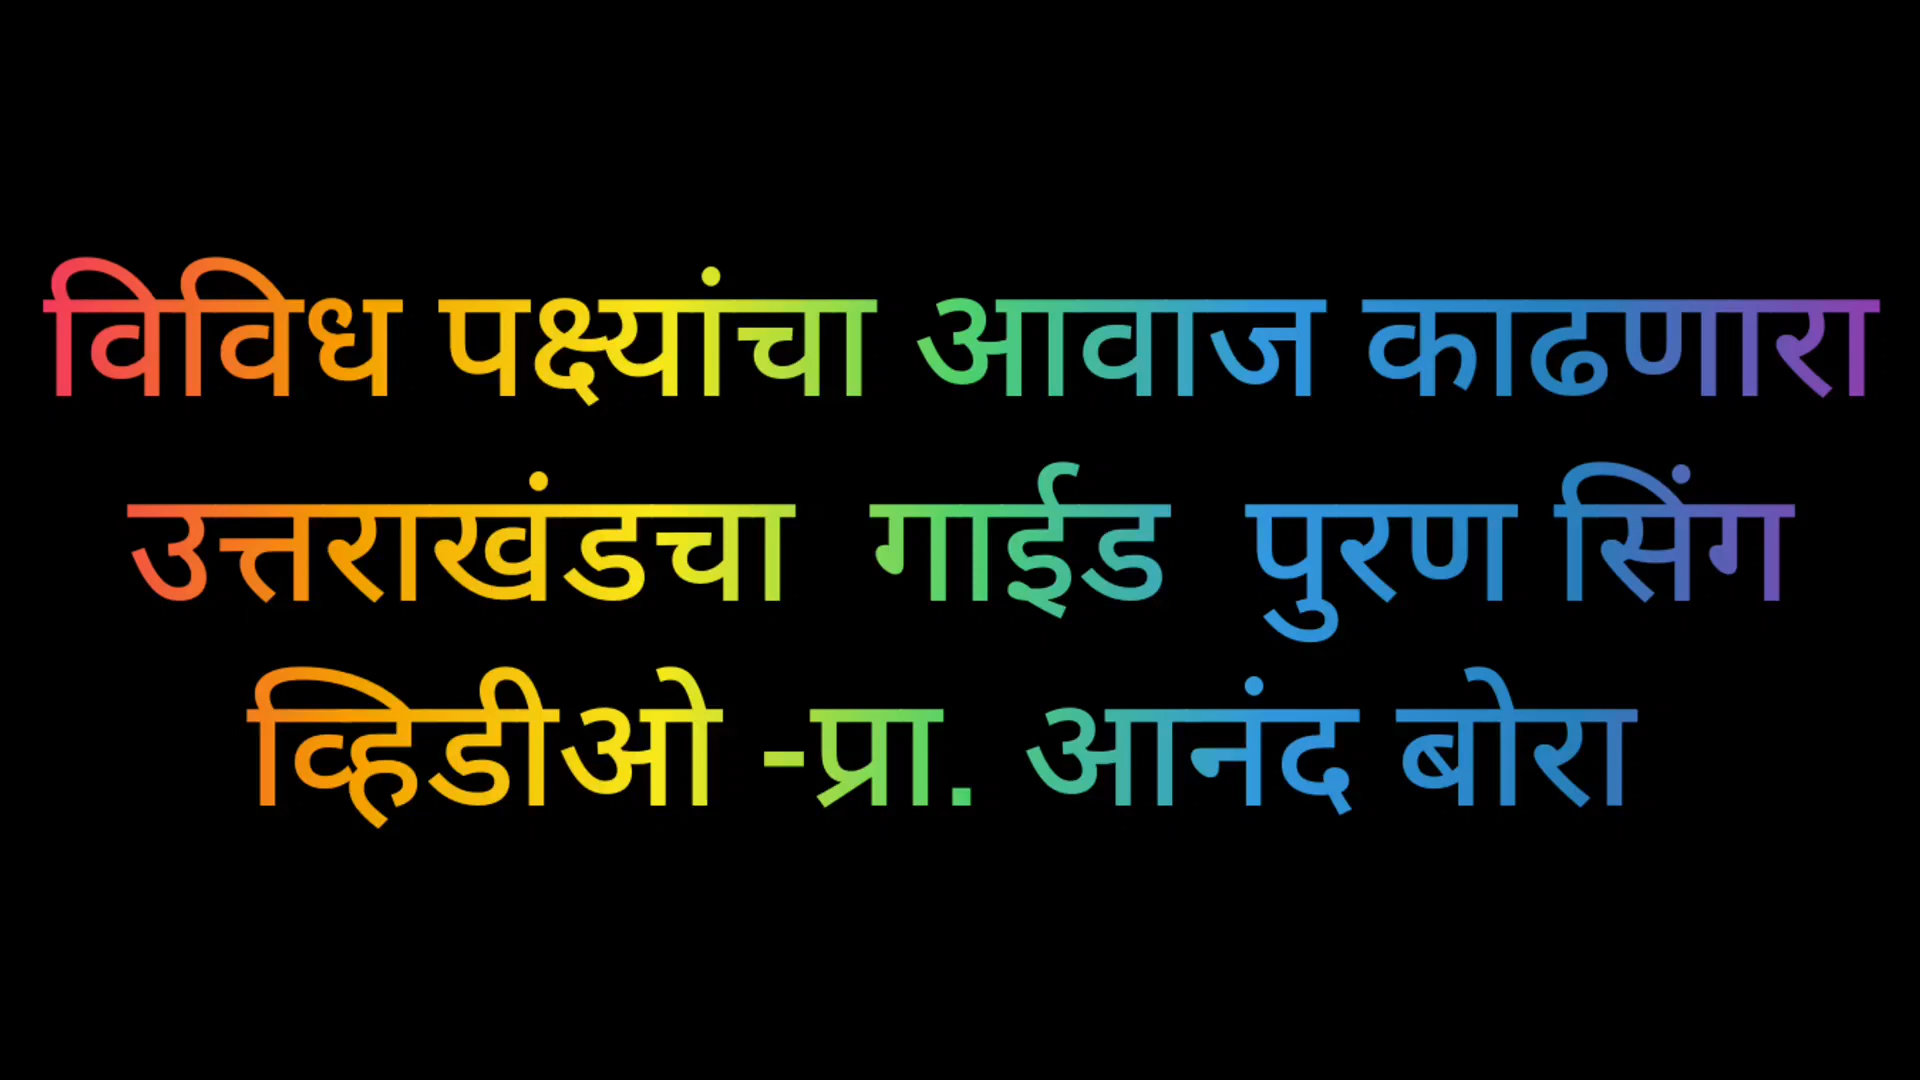 विविध पक्ष्यांचा आवाज काढणारा
उत्तराखंडचा गाईड पुरण सिंग
व्हिडीओ -प्रा. आनंद बोरा